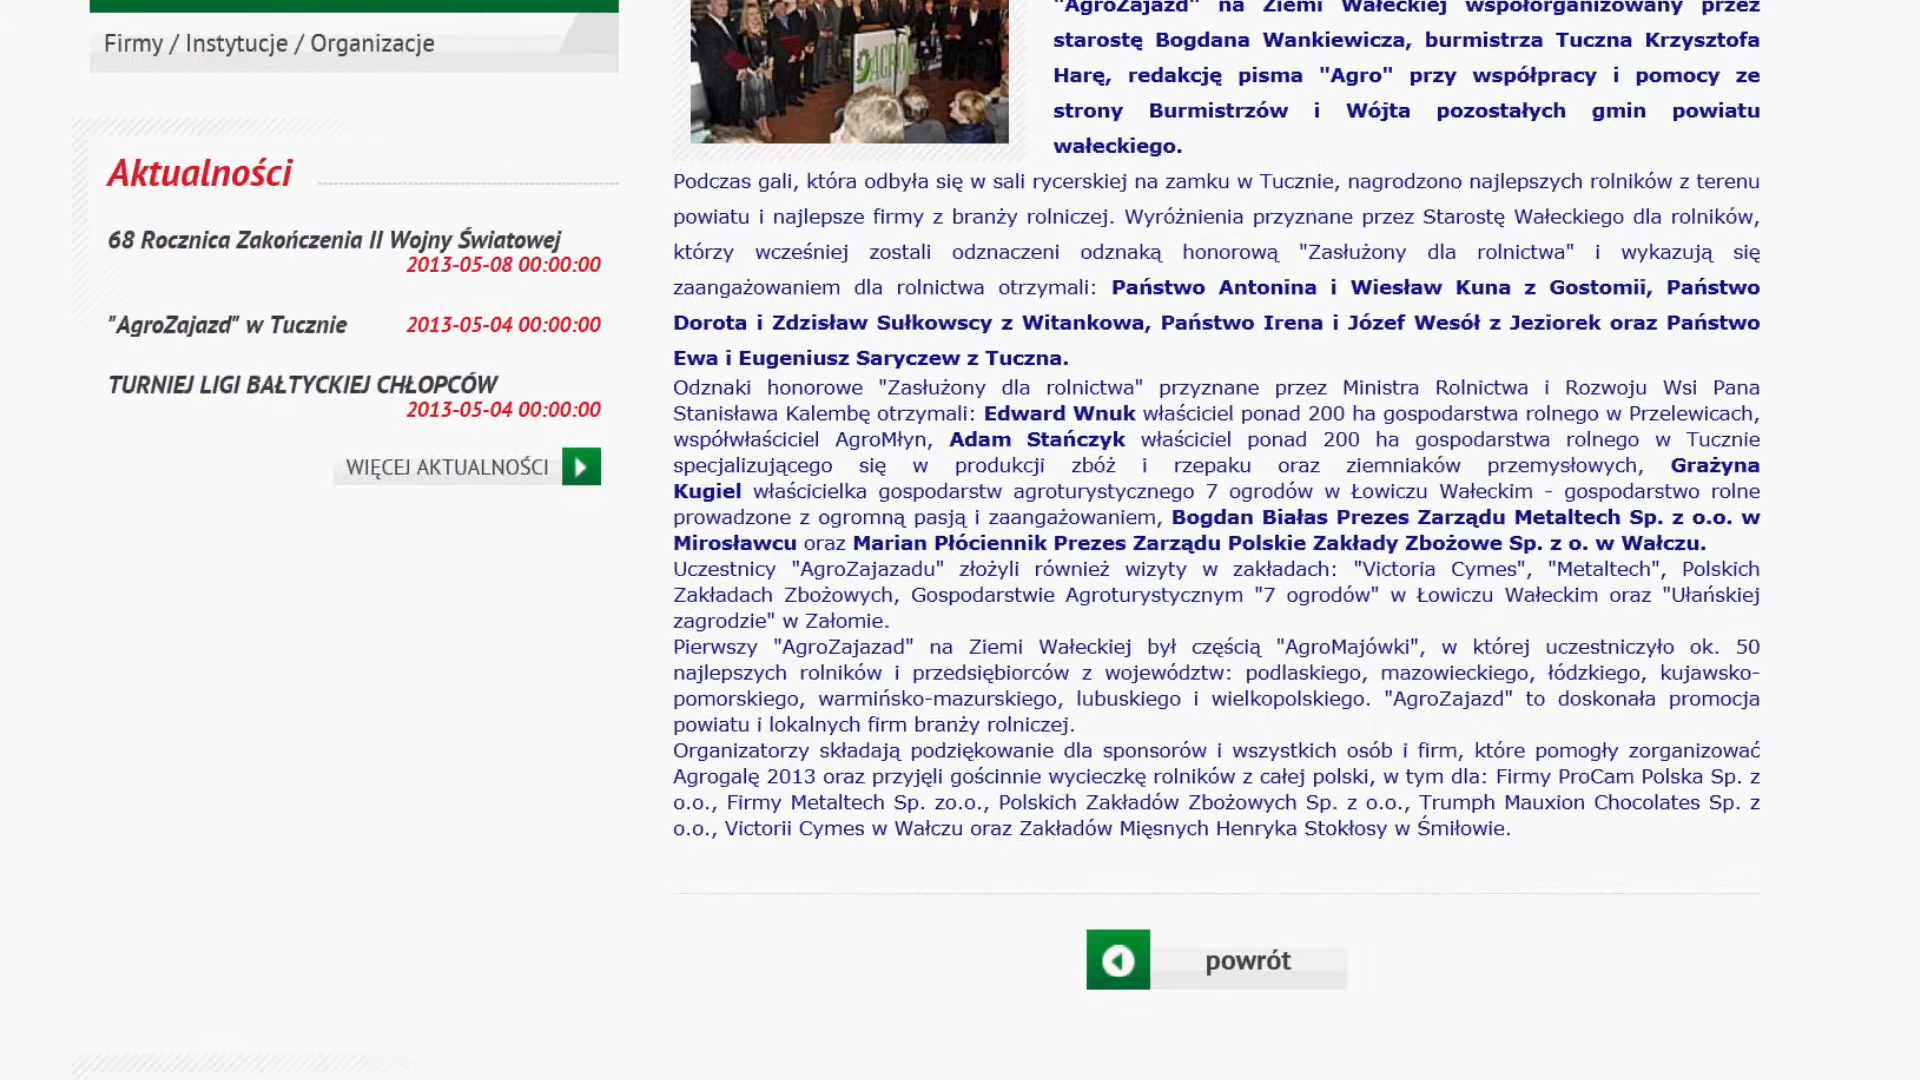 Firmy / Instytucje / Organizacje
Aktualności
68 Rocznica Zakończenia II Wojny Światowej
2013-05-08 00:00:00
"AgroZajazd" w Tucznie 2013-05-04 00:00:00
TURNIEJ LIGI BAŁTYCKIEJ CHŁOPCÓW
2013-05-04 00:00:00
WIĘCEJ AKTUALNOŚCI
AGRO
"AgroZajazd" na Ziemi Wałeckiej współorganizowany przez
starostę Bogdana Wankiewicza, burmistrza Tuczna Krzysztofa
Harę, redakcję pisma "Agro" przy współpracy i pomocy ze
strony Burmistrzów i Wójta pozostałych gmin powiatu
wałeckiego.
Podczas gali, która odbyła się w sali rycerskiej na zamku w Tucznie, nagrodzono najlepszych rolników z terenu
powiatu i najlepsze firmy z branży rolniczej. Wyróżnienia przyznane przez Starostę Wałeckiego dla rolników,
którzy wcześniej zostali odznaczeni odznaką honorową "Zasłużony dla rolnictwa" i wykazują się
zaangażowaniem dla rolnictwa otrzymali: Państwo Antonina i Wiesław Kuna z Gostomii, Państwo
Dorota i Zdzisław Sułkowscy z Witankowa, Państwo Irena i Józef Wesół z Jeziorek oraz Państwo
Ewa i Eugeniusz Saryczew z Tuczna.
Odznaki honorowe "Zasłużony dla rolnictwa" przyznane przez Ministra Rolnictwa i Rozwoju Wsi Pana
Stanisława Kalembę otrzymali: Edward Wnuk właściciel ponad 200 ha gospodarstwa rolnego w Przelewicach,
współwłaściciel AgroMłyn, Adam Stańczyk właściciel ponad 200 ha gospodarstwa rolnego w Tucznie
specjalizującego się w produkcji zbóż i rzepaku oraz ziemniaków przemysłowych, Grażyna
Kugiel właścicielka gospodarstw agroturystycznego 7 ogrodów w Łowiczu Wałeckim - gospodarstwo rolne
prowadzone z ogromną pasją i zaangażowaniem, Bogdan Białas Prezes Zarządu Metaltech Sp. z o.o. w
Mirosławcu oraz Marian Płóciennik Prezes Zarządu Polskie Zakłady Zbożowe Sp. z o. w Wałczu.
Uczestnicy "AgroZajazadu" złożyli również wizyty w zakładach: "Victoria Cymes", "Metaltech", Polskich
Zakładach Zbożowych, Gospodarstwie Agroturystycznym "7 ogrodów" w Łowiczu Wałeckim oraz "Ułańskiej
zagrodzie" w Załomie.
Pierwszy "AgroZajazad" na Ziemi Wałeckiej był częścią "AgroMajówki", w której uczestniczyło ok. 50
najlepszych rolników i przedsiębiorców z województw: podlaskiego, mazowieckiego, łódzkiego, kujawsko-
pomorskiego, warmińsko-mazurskiego, lubuskiego i wielkopolskiego. "AgroZajazd" to doskonała promocja
powiatu i lokalnych firm branży rolniczej.
Organizatorzy składają podziękowanie dla sponsorów i wszystkich osób i firm, które pomogły zorganizować
Agrogalę 2013 oraz przyjęli gościnnie wycieczkę rolników z całej polski, w tym dla: Firmy ProCam Polska Sp. z
o.o., Firmy Metaltech Sp. zo.o., Polskich Zakładów Zbożowych Sp. z o.o., Trumph Mauxion Chocolates Sp. z
o.o., Victorii Cymes w Wałczu oraz Zakładów Mięsnych Henryka Stokłosy w Śmiłowie.
powrót